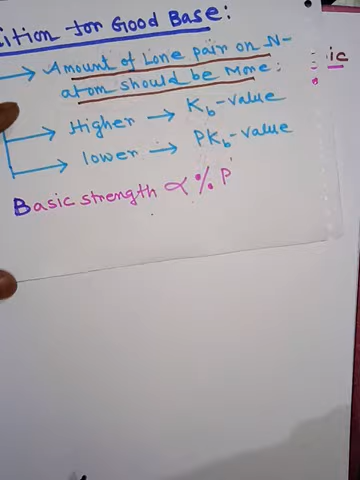 ition for Good Base:
→ Amount of Lone pair on N-
atom should be More:
→ Higher → Kb-value
→ lower → PKb-value
Basic strength ∝ % P
ic